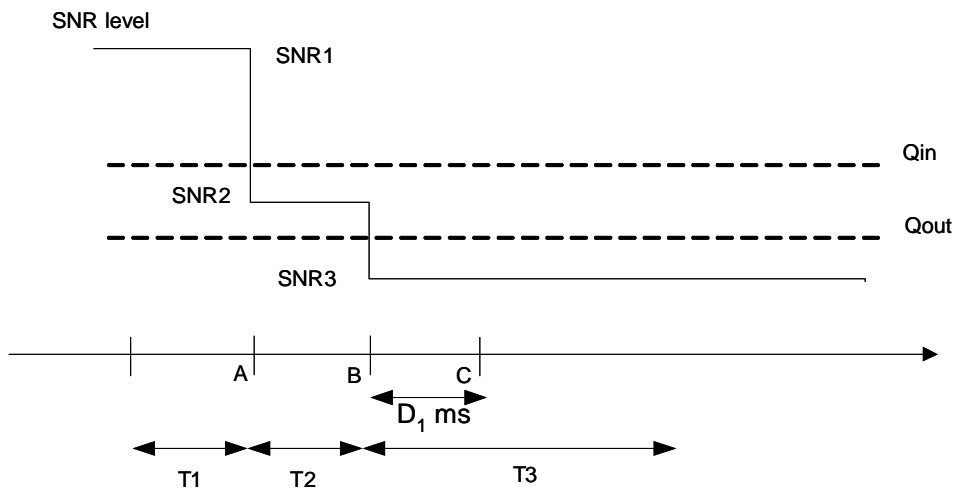 SNR level
SNR1
Qin
SNR2
Qout
SNR3
A
B
C
D1 ms
T1
T2
T3